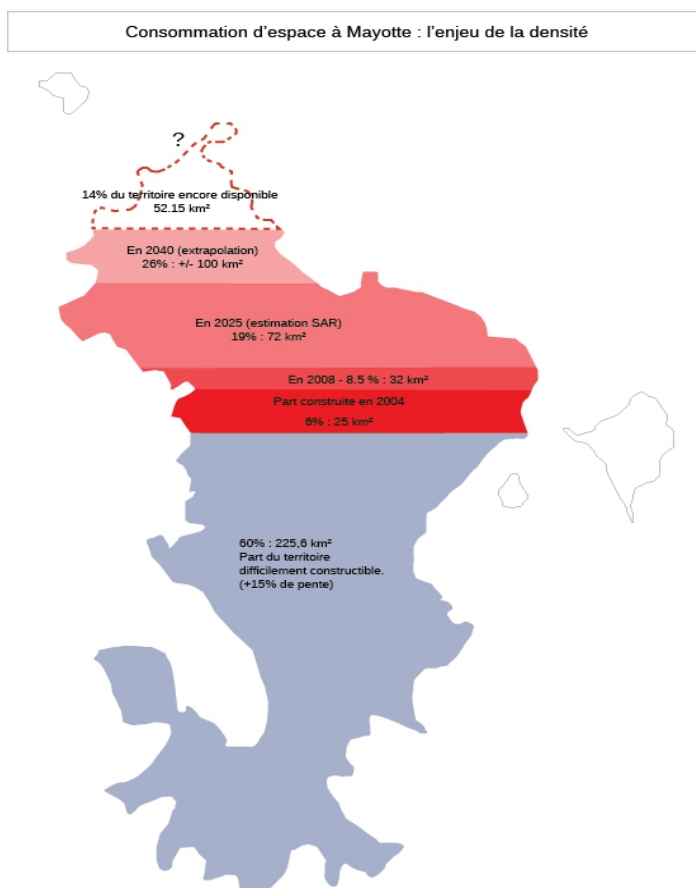 Consommation d'espace à Mayotte : l'enjeu de la densité
?
14% du territoire encore disponible
52.15 km²
En 2040 (extrapolation)
26% : +/- 100 km²
En 2025 (estimation SAR)
19% : 72 km²
En 2008 - 8.5 % : 32 km²
Part construite en 2004
6% : 25 km²
60% : 225,6 km²
Part du territoire
difficilement constructible.
(+15% de pente)